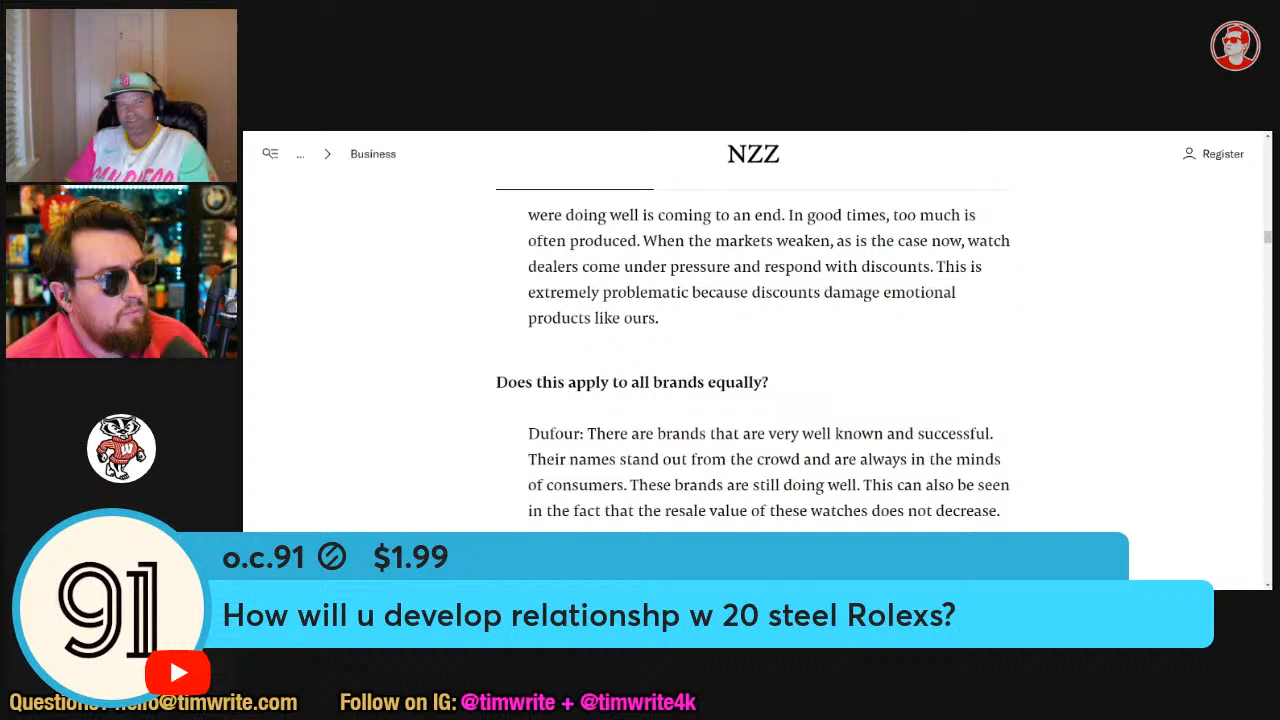 ... Business
NZZ
Register
were doing well is coming to an end. In good times, too much is
often produced. When the markets weaken, as is the case now, watch
dealers come under pressure and respond with discounts. This is
extremely problematic because discounts damage emotional
products like ours.
Does this apply to all brands equally?
Dufour: There are brands that are very well known and successful.
Their names stand out from the crowd and are always in the minds
of consumers. These brands are still doing well. This can also be seen
in the fact that the resale value of these watches does not decrease.
W
91
o.c.91 $1.99
How will u develop relationshp w 20 steel Rolexs?
Follow on IG: @timwrite + @timwrite4k